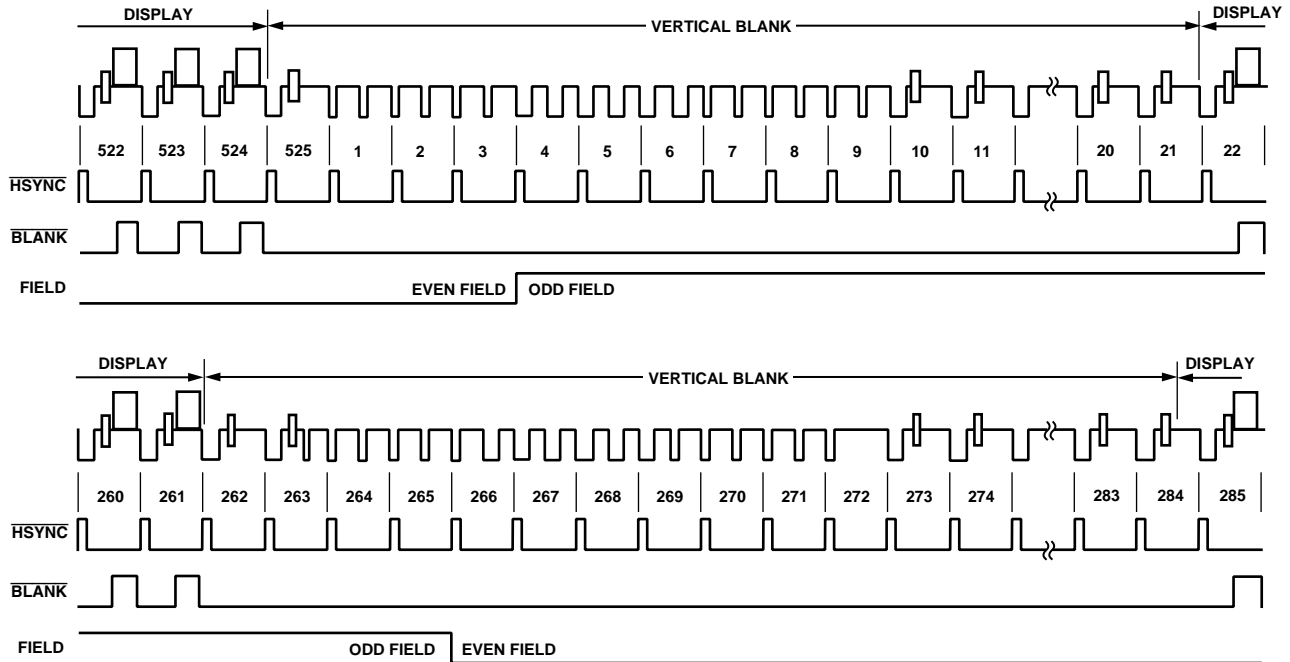 DISPLAY VERTICAL BLANK DISPLAY
522 523 524 525 1 2 3 4 5 6 7 8 9 10 11 20 21 22
HSYNC
BLANK
FIELD EVEN FIELD ODD FIELD
DISPLAY VERTICAL BLANK DISPLAY
260 261 262 263 264 265 266 267 268 269 270 271 272 273 274 283 284 285
HSYNC
BLANK
FIELD ODD FIELD EVEN FIELD